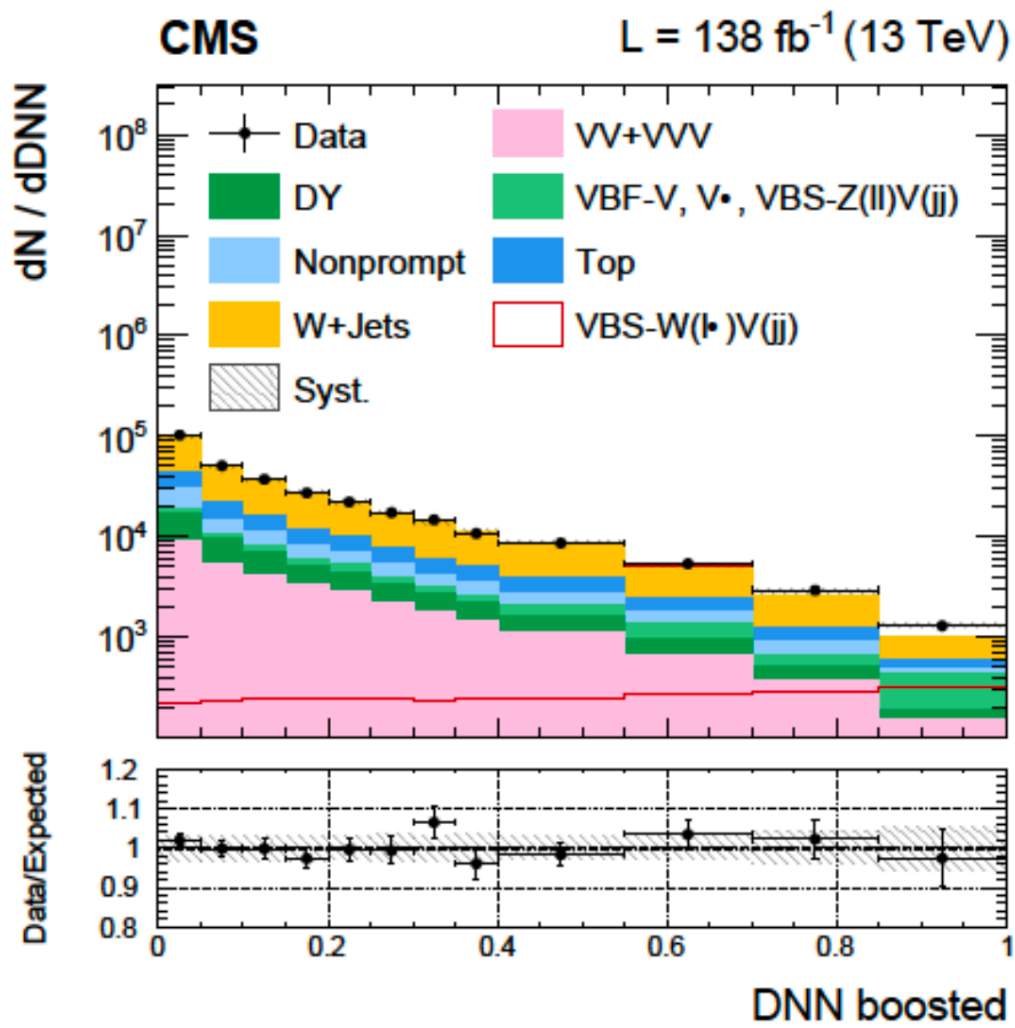 CMS
L = 138 fb⁻¹ (13 TeV)
dN / dDNN
Data
VV+VVV
DY
VBF-V, V•, VBS-Z(ll)V(jj)
Nonprompt
Top
W+Jets
VBS-W(l•)V(jj)
Syst.
10⁸
10⁷
10⁶
10⁵
10⁴
10³
Data/Expected
1.2
1.1
1
0.9
0.8
0 0.2 0.4 0.6 0.8 1
DNN boosted